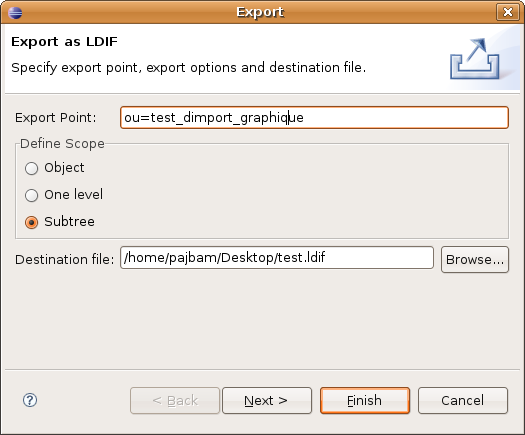 Export
Export as LDIF
Specify export point, export options and destination file.
Export Point: ou=test_dimport_graphique
Define Scope
Object
One level
Subtree
Destination file: /home/pajbam/Desktop/test.ldif Browse...
? < Back Next > Finish Cancel